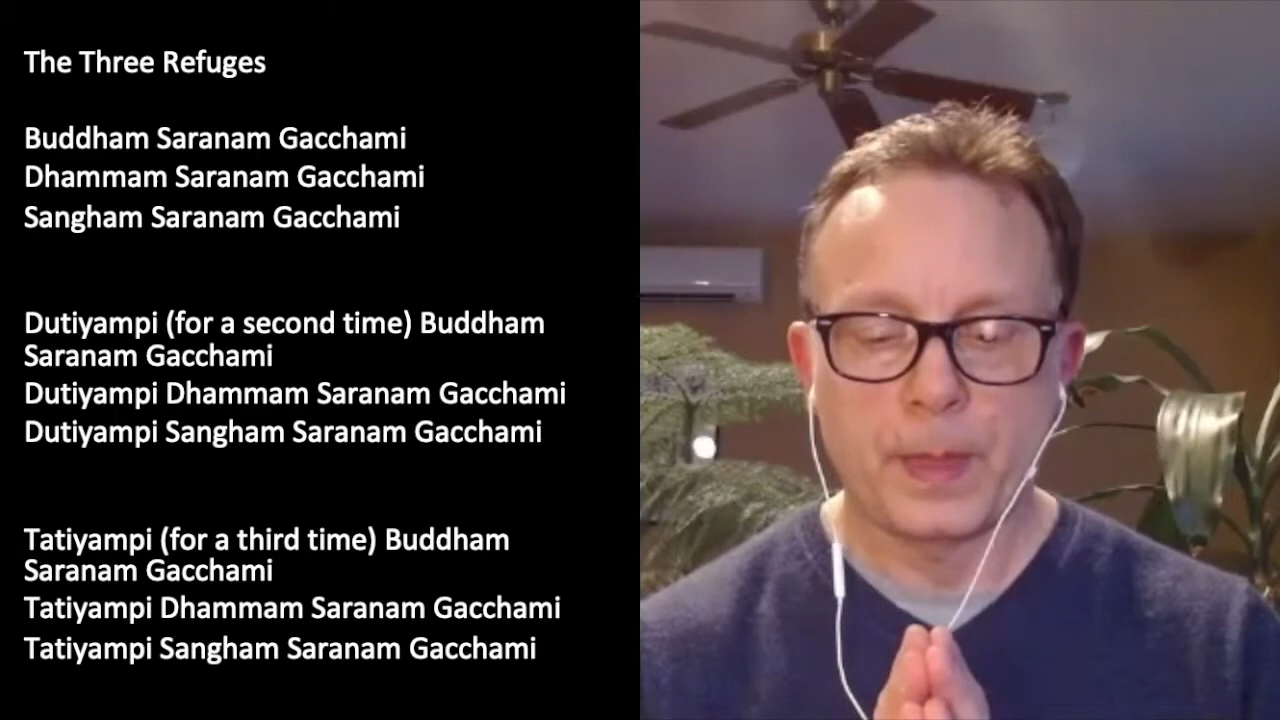 The Three Refuges
Buddham Saranam Gacchami
Dhammam Saranam Gacchami
Sangham Saranam Gacchami
Dutiyampi (for a second time) Buddham
Saranam Gacchami
Dutiyampi Dhammam Saranam Gacchami
Dutiyampi Sangham Saranam Gacchami
Tatiyampi (for a third time) Buddham
Saranam Gacchami
Tatiyampi Dhammam Saranam Gacchami
Tatiyampi Sangham Saranam Gacchami